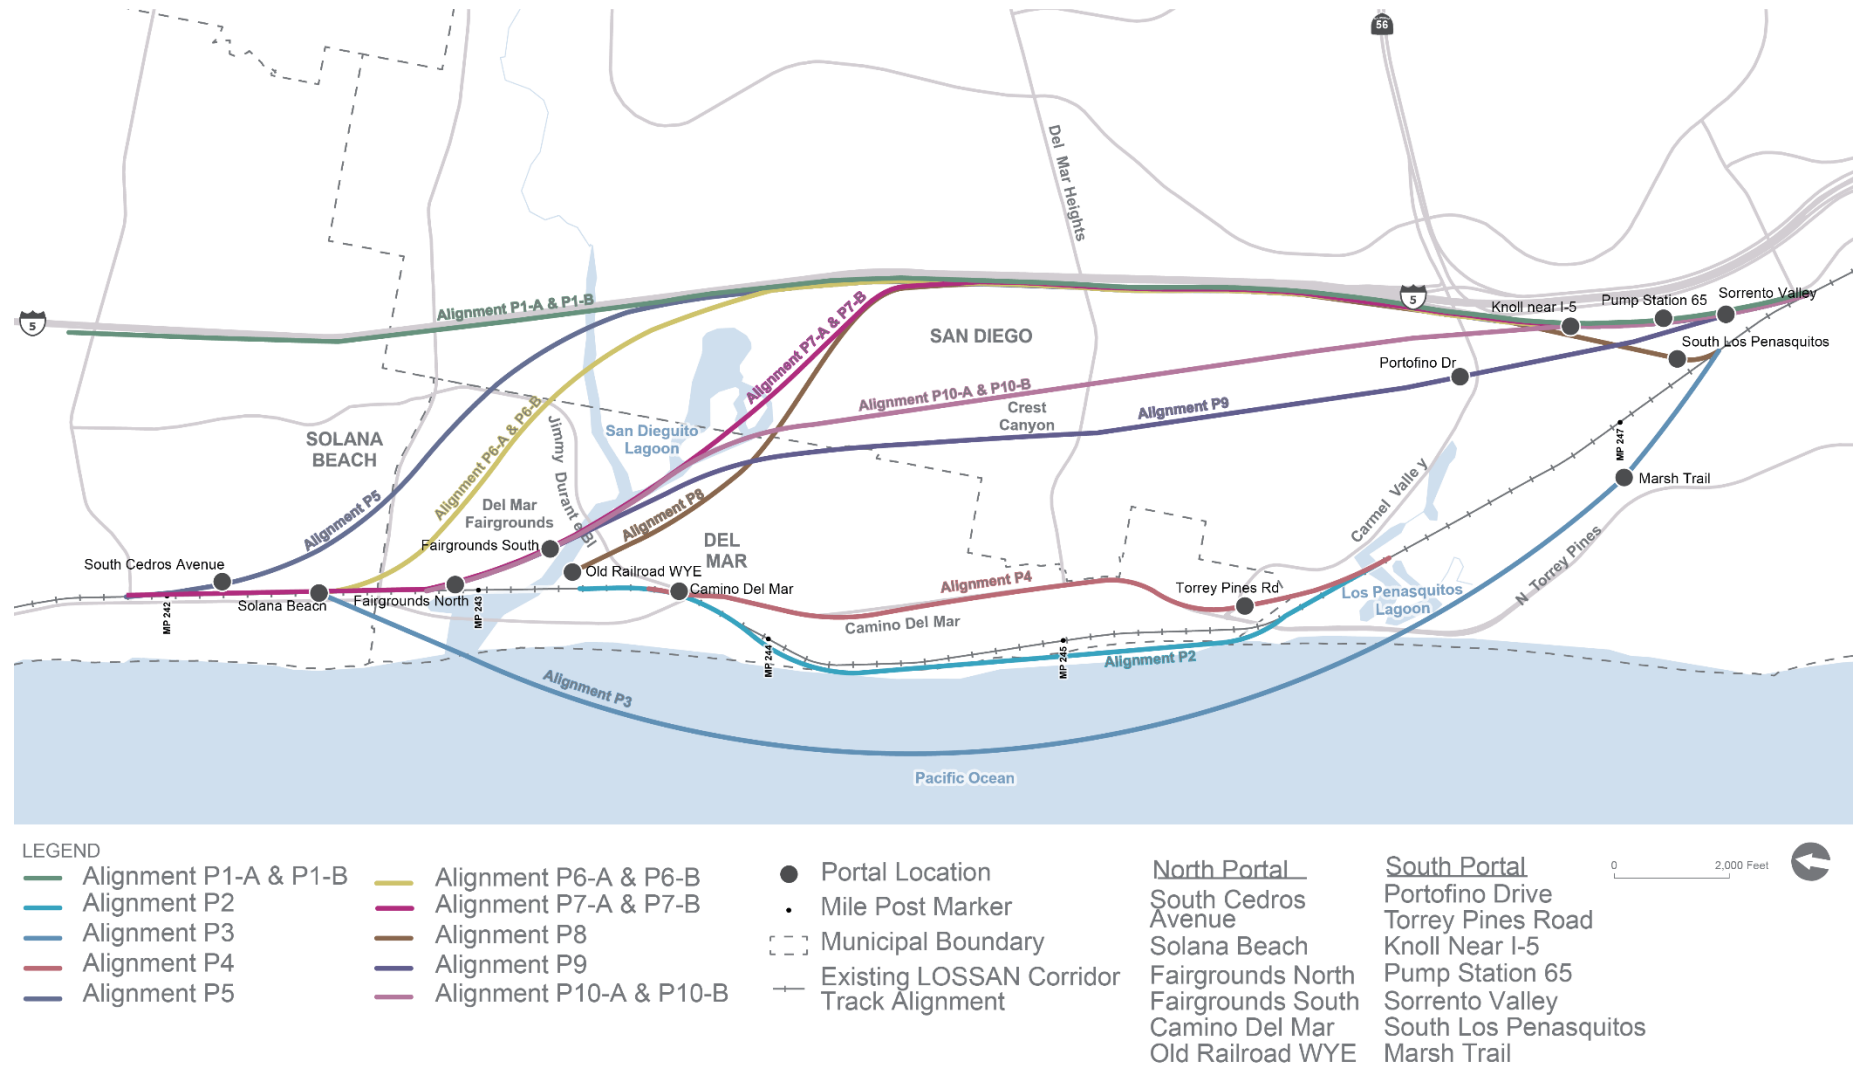 56
Del Mar Heights
5
Alignment P1-A & P1-B
5
Knoll near I-5
Pump Station 65
Sorrento Valley
South Los Penasquitos
SAN DIEGO
Alignment P7-A & P7-B
Portofino Dr
Alignment P10-A & P10-B
Crest
Canyon
Alignment P9
Alignment P6-A & P6-B
SOLANA
BEACH
San Dieguito
Lagoon
Jimmy Durante Bl
MP 247
Marsh Trail
Alignment P5
Alignment P8
Del Mar
Fairgrounds
Carmel Valley
Fairgrounds South
DEL
MAR
South Cedros Avenue
Old Railroad WYE
Camino Del Mar
Alignment P4
Torrey Pines Rd
Los Penasquitos
Lagoon
N Torrey Pines
Solana Beach
Fairgrounds North
MP 242
MP 243
Camino Del Mar
MP 244
MP 245
Alignment P2
Alignment P3
Pacific Ocean
LEGEND
Alignment P1-A & P1-B
Alignment P2
Alignment P3
Alignment P4
Alignment P5
Alignment P6-A & P6-B
Alignment P7-A & P7-B
Alignment P8
Alignment P9
Alignment P10-A & P10-B
Portal Location
Mile Post Marker
Municipal Boundary
Existing LOSSAN Corridor
Track Alignment
North Portal
South Cedros
Avenue
Solana Beach
Fairgrounds North
Fairgrounds South
Camino Del Mar
Old Railroad WYE
South Portal
Portofino Drive
Torrey Pines Road
Knoll Near I-5
Pump Station 65
Sorrento Valley
South Los Penasquitos
Marsh Trail
0
2,000 Feet